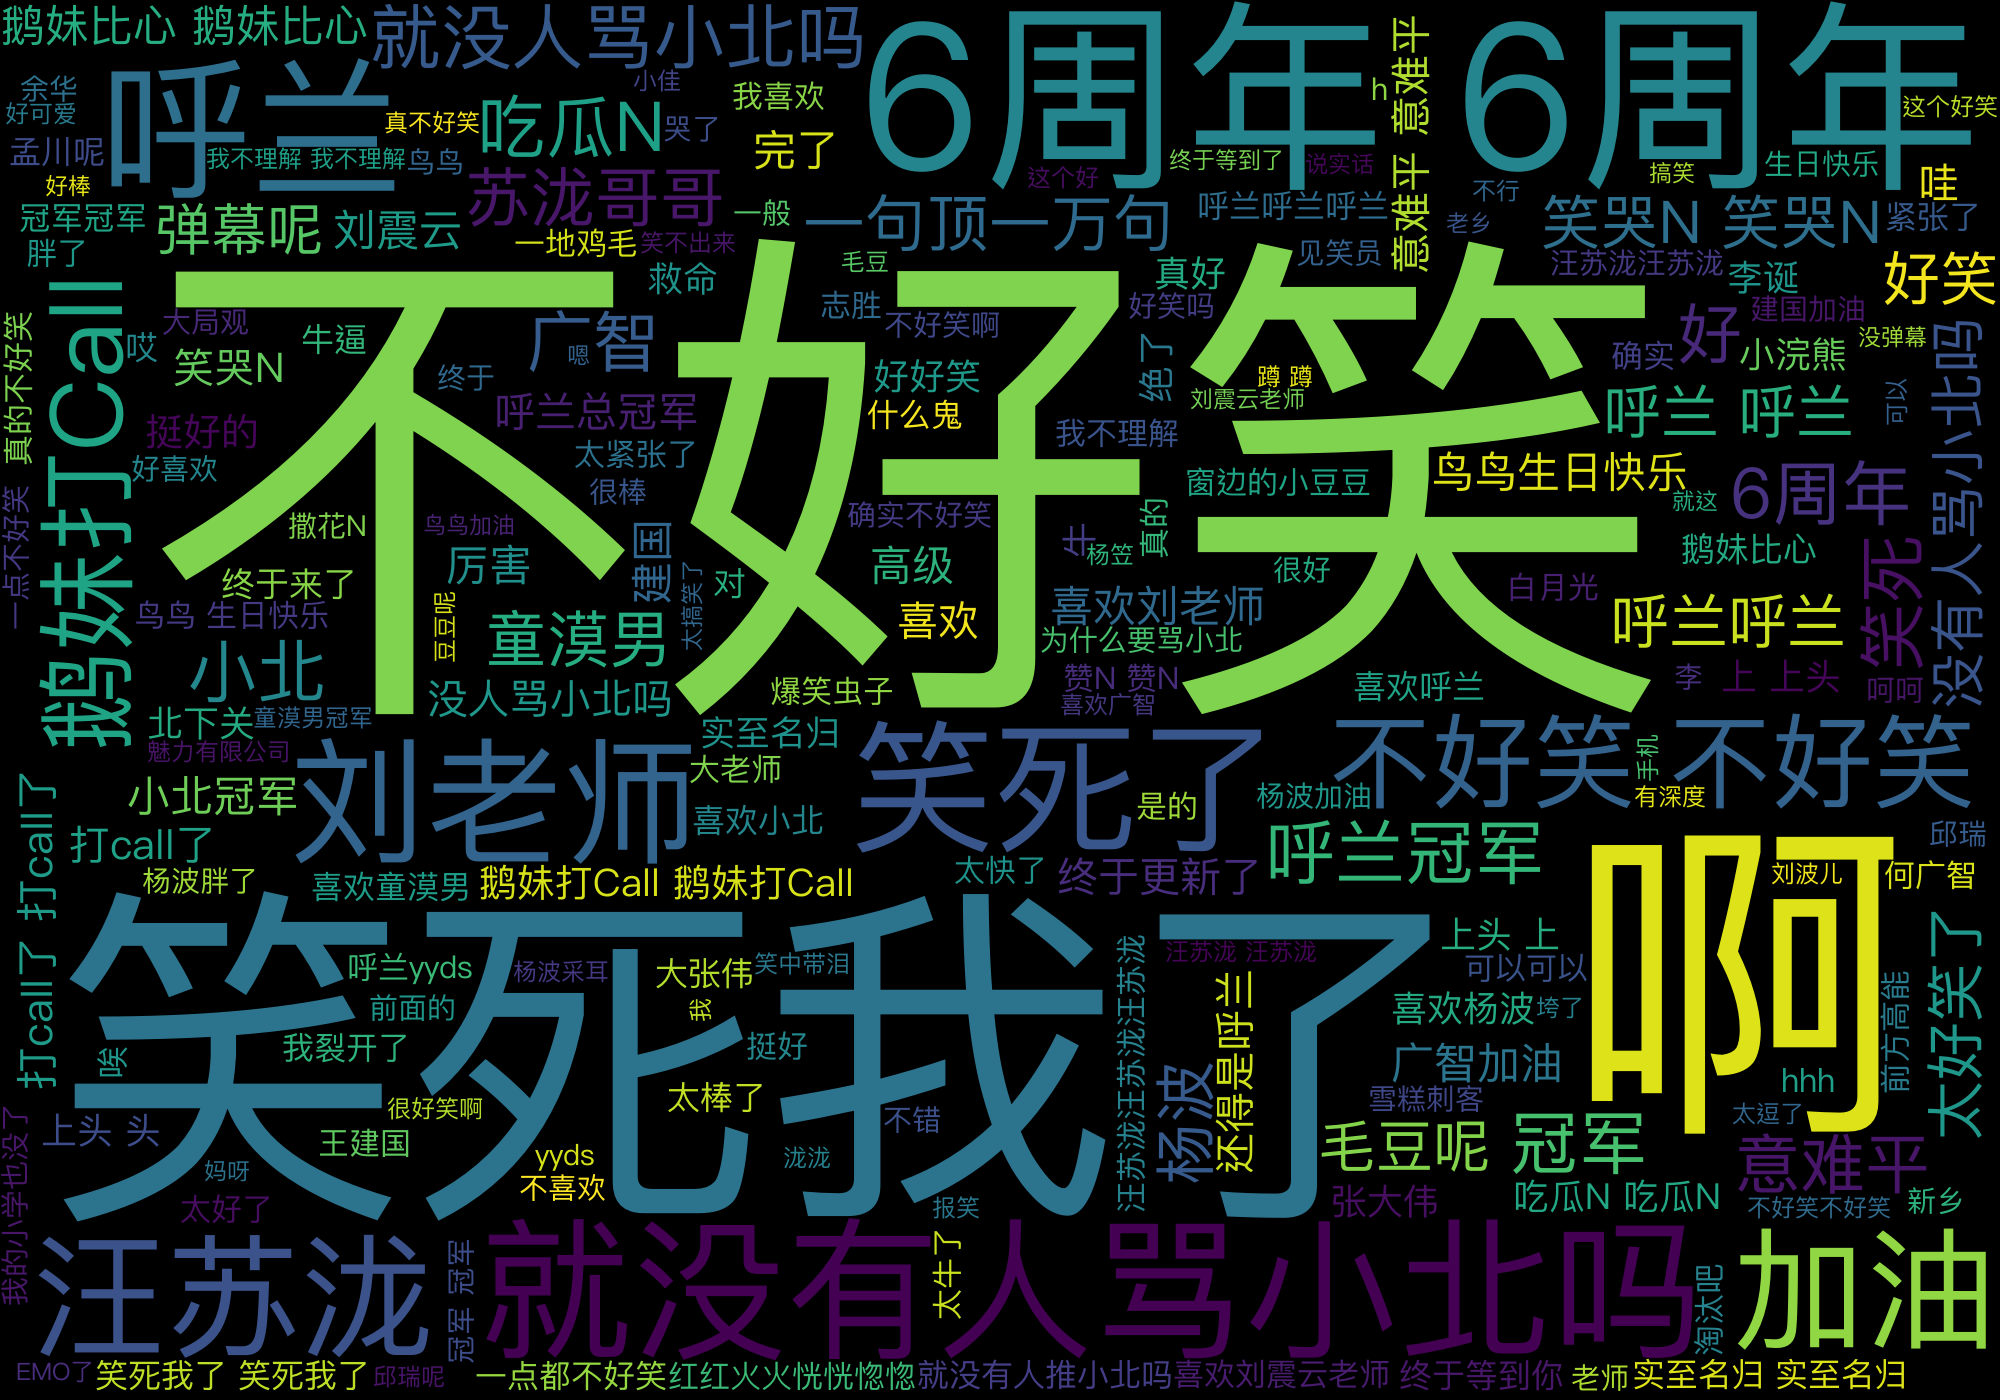 鹅妹比心 鹅妹比心
就没人骂小北吗
6周年 6周年
意难平 意难平 意难平
余华
好可爱
呼兰
真不好笑
小佳
吃瓜N
哭了
我喜欢
完了
h
这个好笑
孟川呢
我不理解 我不理解
鸟鸟
苏泷哥哥
这个好
终于等到了
说实话
搞笑
生日快乐
好棒
冠军冠军
弹幕呢
刘震云
一般
一句顶一万句
呼兰呼兰呼兰
不行
老乡
笑哭N 笑哭N
哇
紧张了
胖了
一地鸡毛
笑不出来
救命
毛豆
真好
见笑员
汪苏泷汪苏泷
李诞
好笑
鹅妹打Call
不好笑
大局观
哎
牛逼
广智
嗯
志胜
不好笑啊
好笑吗
绝了
好
建国加油
没弹幕
真的不好笑
笑哭N
终于
好好笑
什么鬼
蹲 蹲
刘震云老师
确实
小浣熊
没有人骂小北吗
可以
挺好的
好喜欢
呼兰总冠军
太紧张了
我不理解
呼兰 呼兰
很棒
窗边的小豆豆
鸟鸟生日快乐
6周年
就这
一点不好笑
撒花N
鸟鸟加油
建国
确实不好笑
牛
杨笠
真的
厉害
高级
很好
鹅妹比心
终于来了
对
太搞笑了
豆豆呢
喜欢
喜欢刘老师
白月光
呼兰呼兰
笑死
鸟鸟 生日快乐
童漠男
为什么要骂小北
小北
没人骂小北吗
爆笑虫子
赞N 赞N
喜欢广智
喜欢呼兰
李
上 上头
呵呵
北下关
童漠男冠军
实至名归
魅力有限公司
刘老师
大老师
笑死了
不好笑 不好笑
手机
小北冠军
喜欢小北
是的
杨波加油
有深度
打call了 打call了
打call了
呼兰冠军
啊
邱瑞
杨波胖了
喜欢童漠男
鹅妹打Call 鹅妹打Call
太快了
终于更新了
刘波儿
何广智
笑死我了
呼兰yyds
杨波采耳
大张伟
笑中带泪
汪苏泷汪苏泷汪苏泷
汪苏泷 汪苏泷
上头 上
可以可以
太好笑了
前面的
我
还得是呼兰
喜欢杨波
垮了
前方高能
唉
我裂开了
挺好
广智加油
hhh
太棒了
杨波
雪糕刺客
太逗了
很好笑啊
不错
上头 头
王建国
毛豆呢
冠军
意难平
我的小学也没了
妈呀
yyds
不喜欢
泷泷
张大伟
吃瓜N 吃瓜N
不好笑不好笑
新乡
太好了
报笑
汪苏泷
冠军 冠军
就没有人骂小北吗
太牛了
淘汰吧
加油
EMO了
笑死我了 笑死我了
邱瑞呢
一点都不好笑
红红火火恍恍惚惚
就没有人推小北吗
喜欢刘震云老师
终于等到你
老师
实至名归 实至名归